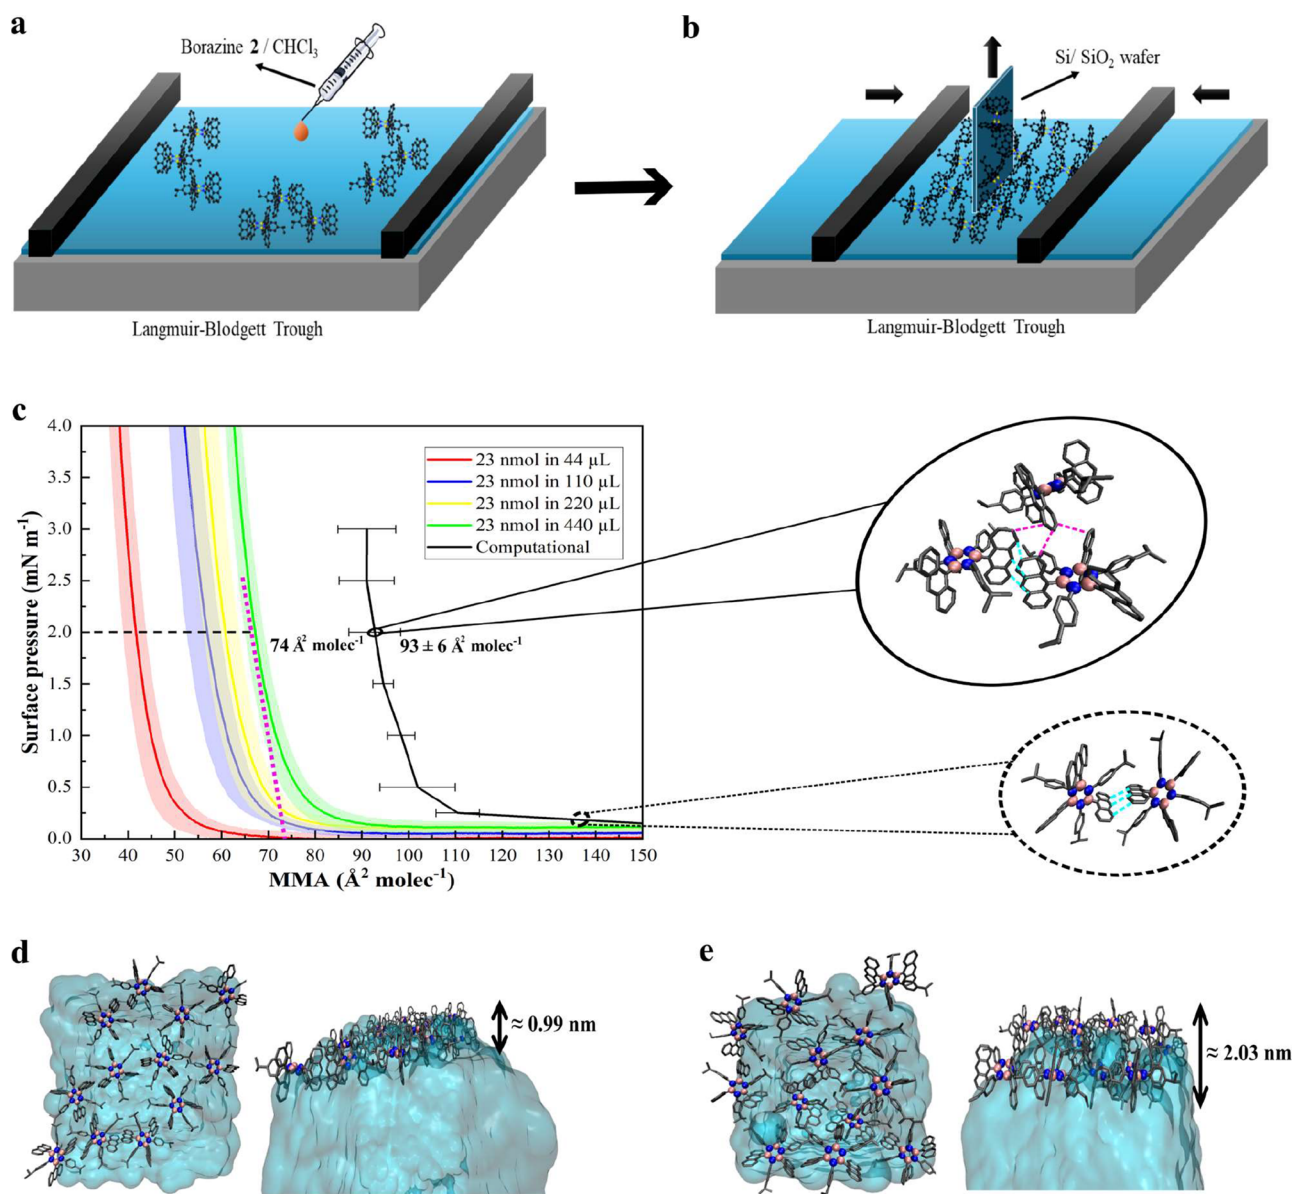 a
Borazine 2 / CHCl₃
Langmuir-Blodgett Trough
b
Si/ SiO₂ wafer
Langmuir-Blodgett Trough
c
Surface pressure (mN m⁻¹)
4.0
3.5
3.0
2.5
2.0
1.5
1.0
0.5
0.0
23 nmol in 44 µL
23 nmol in 110 µL
23 nmol in 220 µL
23 nmol in 440 µL
Computational
74 Å² molec⁻¹
93 ± 6 Å² molec⁻¹
30 40 50 60 70 80 90 100 110 120 130 140 150
MMA (Å² molec⁻¹)
d
≈ 0.99 nm
e
≈ 2.03 nm